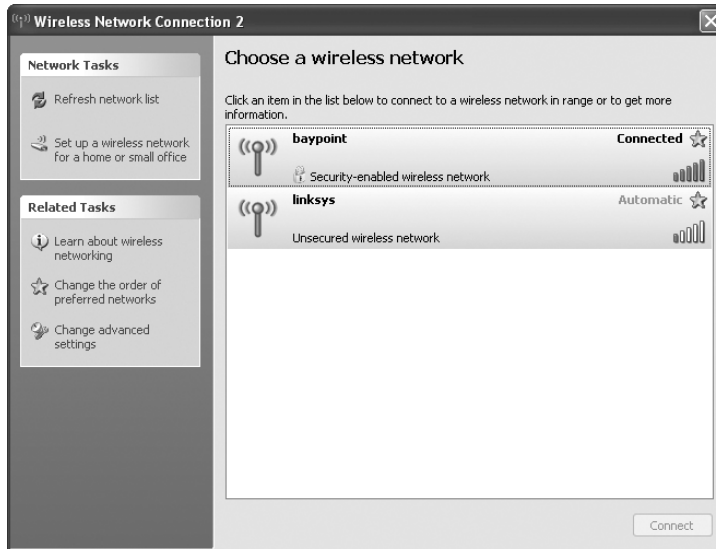 Wireless Network Connection 2
Network Tasks
Refresh network list
Set up a wireless network
for a home or small office
Related Tasks
Learn about wireless
networking
Change the order of
preferred networks
Change advanced
settings
Choose a wireless network
Click an item in the list below to connect to a wireless network in range or to get more
information.
baypoint
Connected
Security-enabled wireless network
linksys
Automatic
Unsecured wireless network
Connect